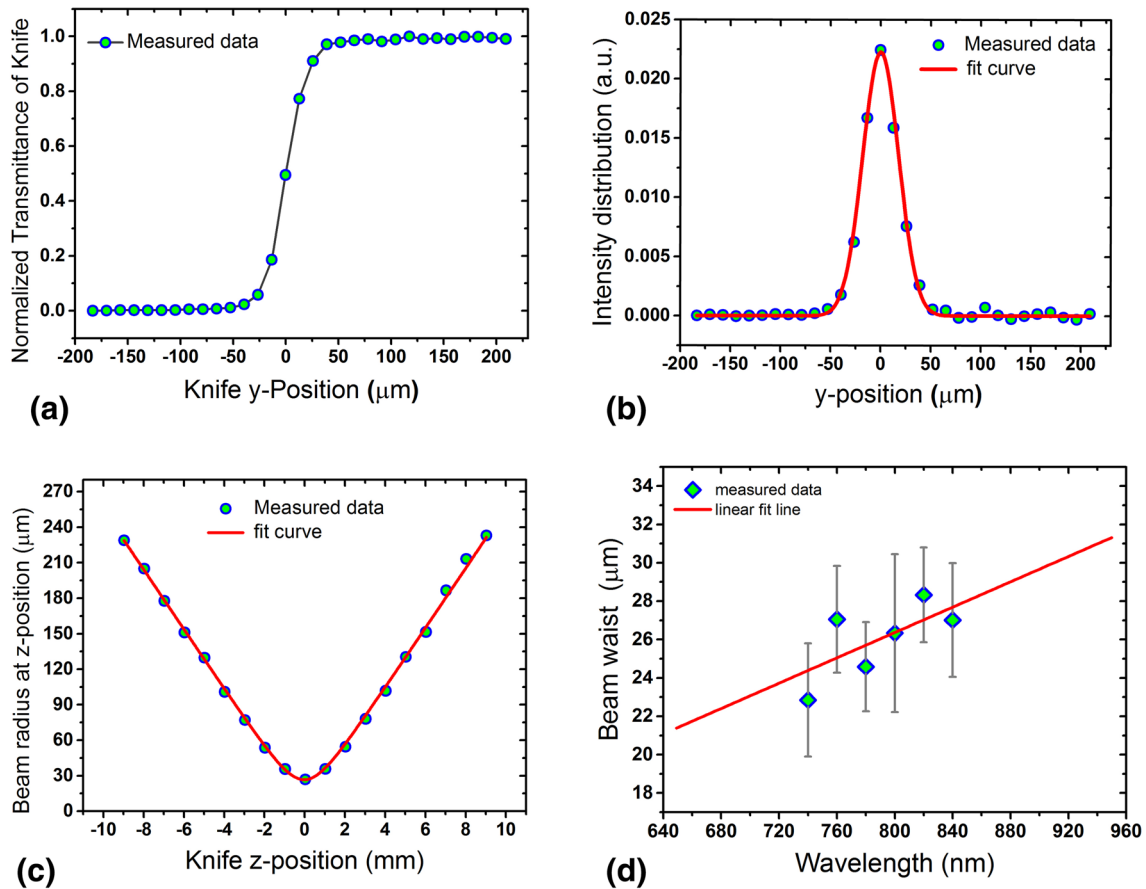 Normalized Transmittance of Knife
1.0
0.8
0.6
0.4
0.2
0.0
Measured data
-200 -150 -100 -50 0 50 100 150 200
Knife y-Position (μm)
(a)
Intensity distribution (a.u.)
0.025
0.020
0.015
0.010
0.005
0.000
Measured data
fit curve
-200 -150 -100 -50 0 50 100 150 200
y-position (μm)
(b)
Beam radius at z-position (μm)
270
240
210
180
150
120
90
60
30
0
Measured data
fit curve
-10 -8 -6 -4 -2 0 2 4 6 8 10
Knife z-position (mm)
(c)
Beam waist (μm)
34
32
30
28
26
24
22
20
18
measured data
linear fit line
640 680 720 760 800 840 880 920 960
Wavelength (nm)
(d)